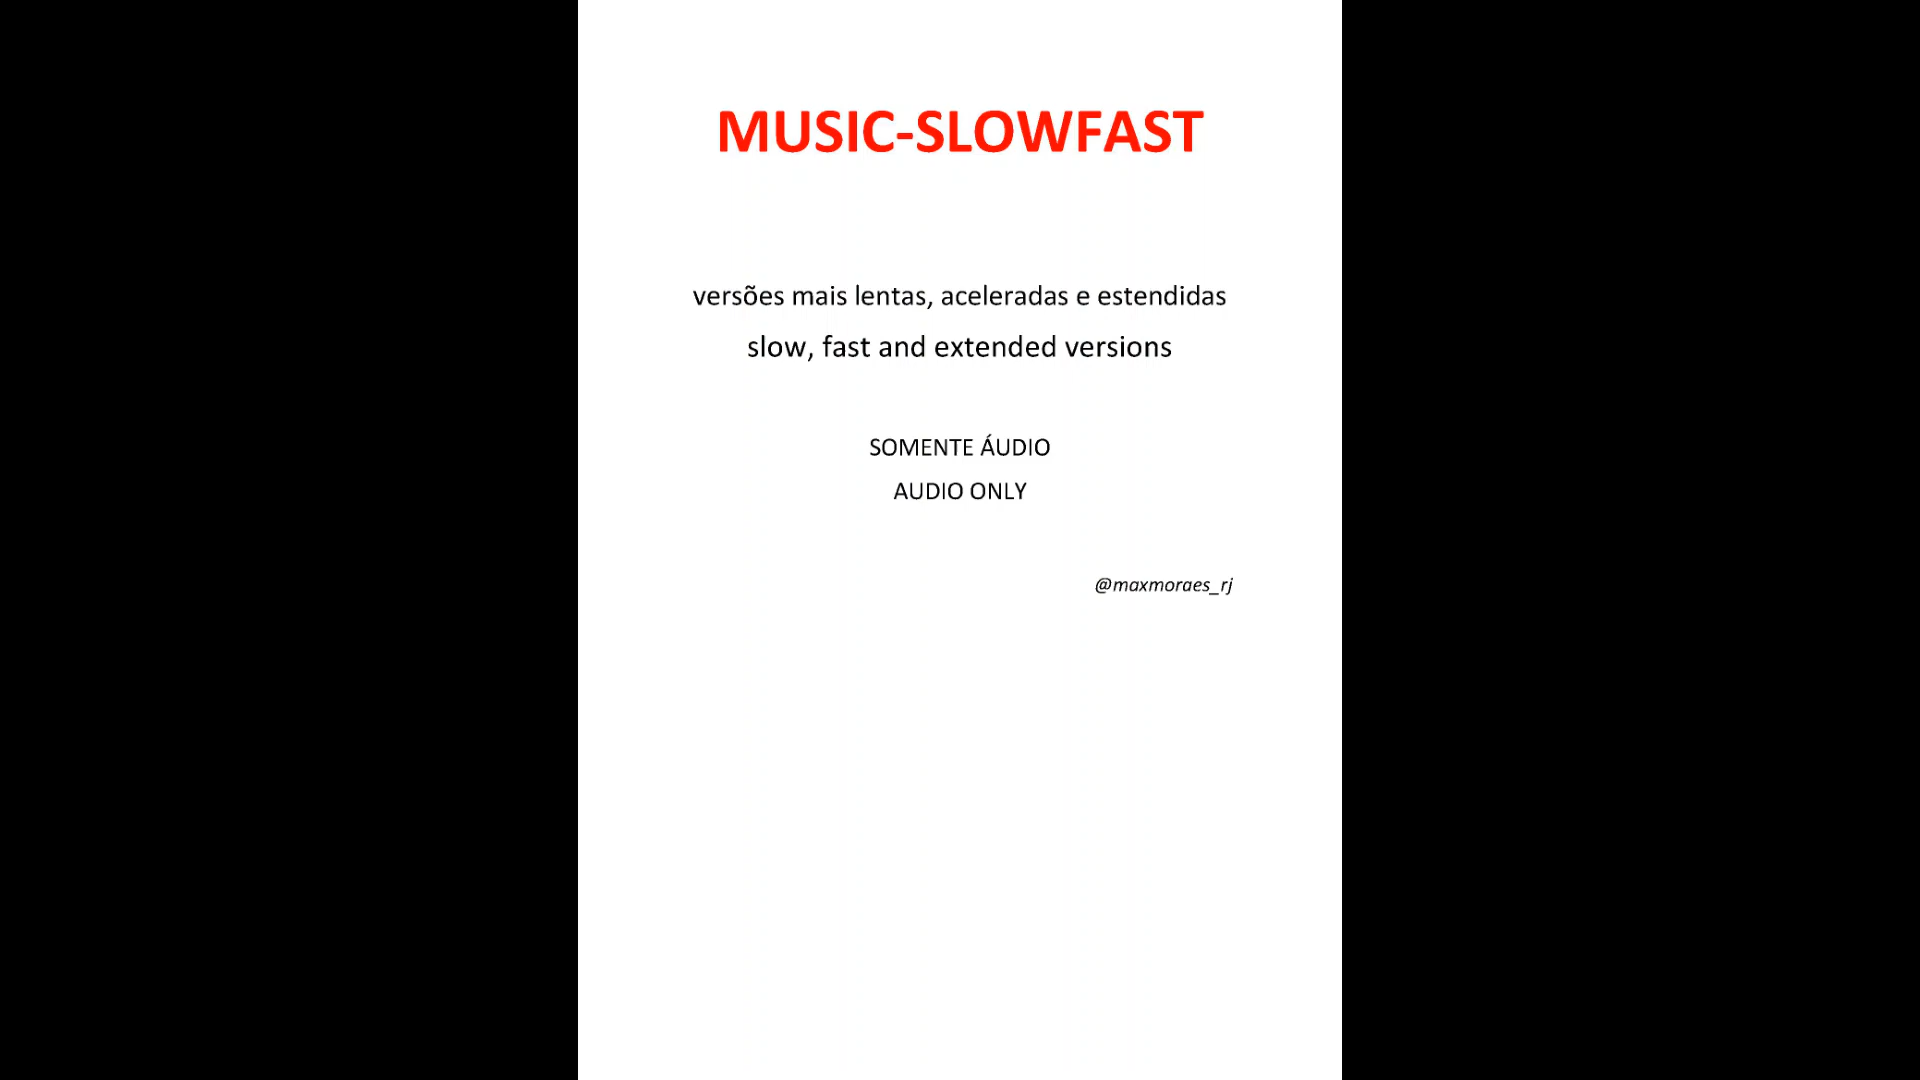 MUSIC-SLOWFAST
versões mais lentas, aceleradas e estendidas
slow, fast and extended versions
SOMENTE ÁUDIO
AUDIO ONLY
@maxmoraes_rj